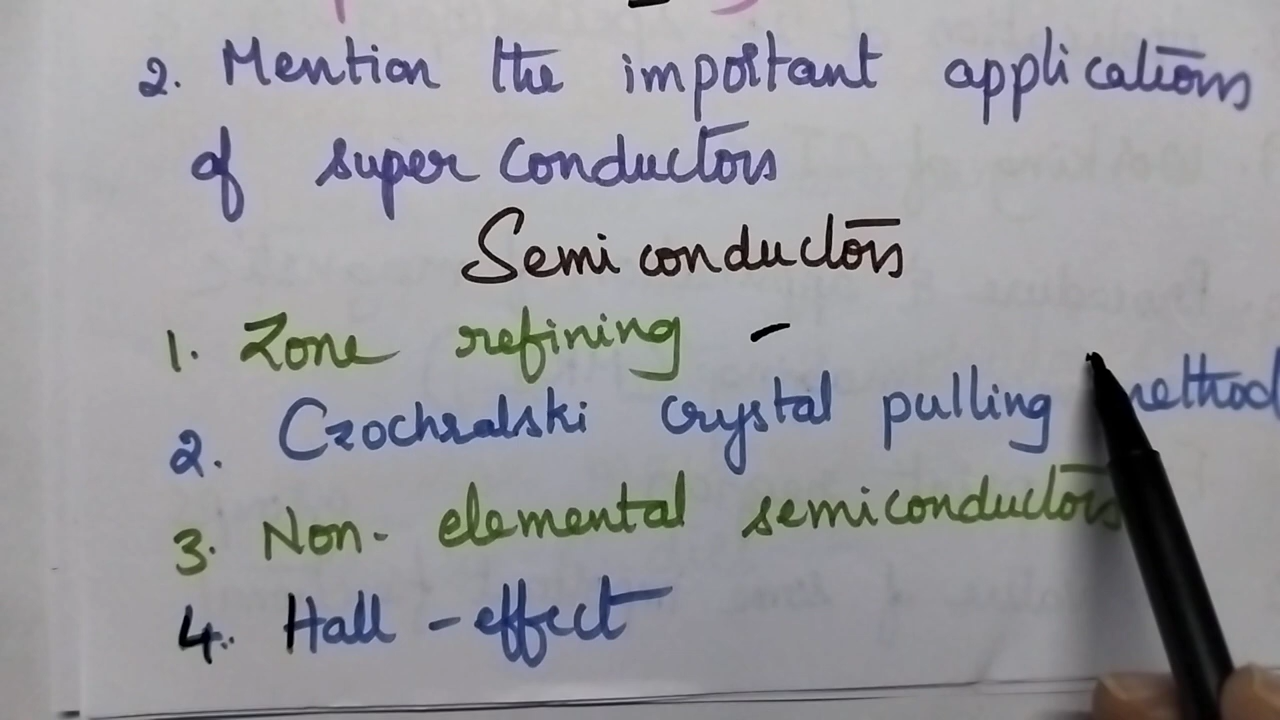 2. Mention the important applications
of super conductors
Semi conductors
1. Zone refining -
2. Czochralski crystal pulling method
3. Non- elemental semiconductors
4. Hall - effect